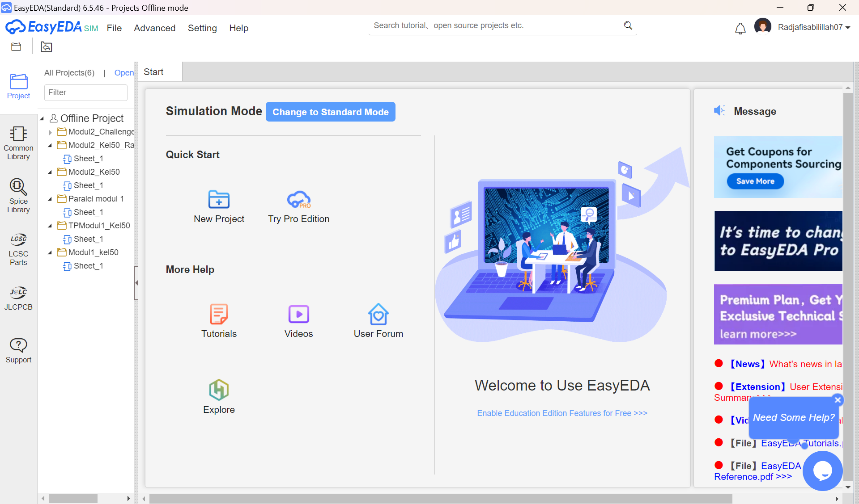 EasyEDA(Standard) 6.5.46 - Projects Offline mode
EasyEDA SIM File Advanced Setting Help
Search tutorial, open source projects etc.
Radjafisabilillah07
All Projects(6) | Open
Filter
Start
Project
Common Library
Spice Library
LCSC
LCSC Parts
JLC
JLCPCB
Support
Offline Project
Modul2_Challenge
Modul2_Kel50 Ra
Sheet_1
Modul2_Kel50
Sheet_1
Paralel modul 1
Sheet_1
TPModul1_Kel50
Sheet_1
Modul1_kel50
Sheet_1
Simulation Mode Change to Standard Mode
Quick Start
New Project
PRO
Try Pro Edition
More Help
Tutorials
Videos
User Forum
Explore
Welcome to Use EasyEDA
Enable Education Edition Features for Free >>>
Message
Get Coupons for
Components Sourcing
Save More
It's time to chan
to EasyEDA Pro
Premium Plan, Get Y
Exclusive Technical S
learn more>>>
【News】What's news in la
【Extension】User Extensi
Summary >>>
【Vid
Need Some Help?
【File】EasyEDA Tutorials.
【File】EasyEDA
Reference.pdf >>>